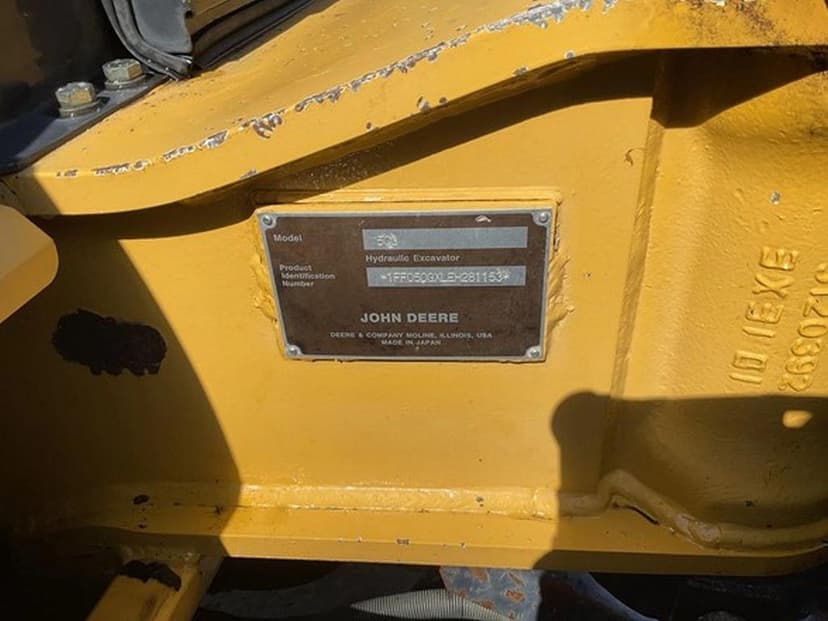 Model 50G
Hydraulic Excavator
Product
Identification
Number
*1FF050GXLEH281153*
JOHN DEERE
DEERE & COMPANY MOLINE, ILLINOIS, USA
MADE IN JAPAN